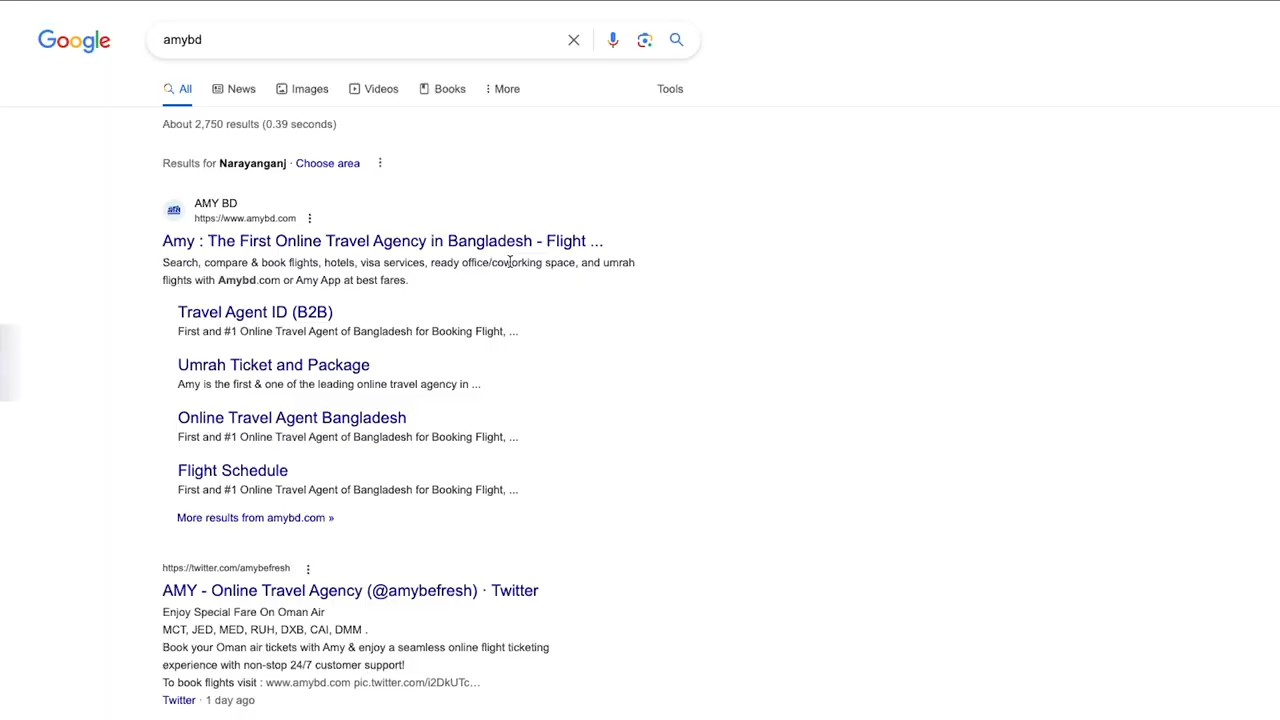 Google
amybd
All News Images Videos Books More Tools
About 2,750 results (0.39 seconds)
Results for Narayanganj · Choose area
AMY BD
https://www.amybd.com
Amy : The First Online Travel Agency in Bangladesh - Flight ...
Search, compare & book flights, hotels, visa services, ready office/coworking space, and umrah
flights with Amybd.com or Amy App at best fares.
Travel Agent ID (B2B)
First and #1 Online Travel Agent of Bangladesh for Booking Flight, ...
Umrah Ticket and Package
Amy is the first & one of the leading online travel agency in ...
Online Travel Agent Bangladesh
First and #1 Online Travel Agent of Bangladesh for Booking Flight, ...
Flight Schedule
First and #1 Online Travel Agent of Bangladesh for Booking Flight, ...
More results from amybd.com »
https://twitter.com/amybefresh
AMY - Online Travel Agency (@amybefresh) · Twitter
Enjoy Special Fare On Oman Air
MCT, JED, MED, RUH, DXB, CAI, DMM .
Book your Oman air tickets with Amy & enjoy a seamless online flight ticketing
experience with non-stop 24/7 customer support!
To book flights visit : www.amybd.com pic.twitter.com/i2DkUTc...
Twitter · 1 day ago